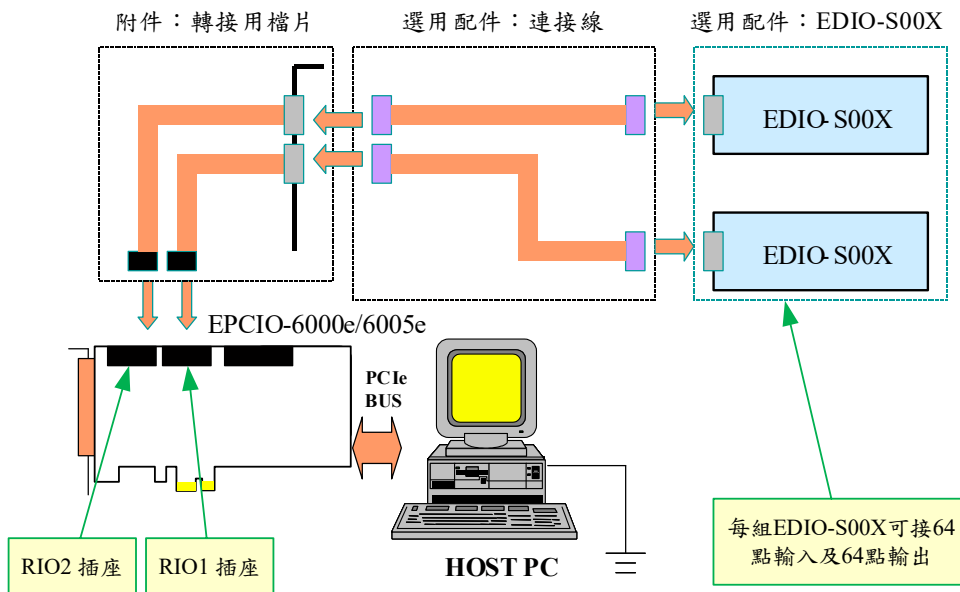 附件：轉接用檔片
選用配件：連接線
選用配件：EDIO-S00X
EDIO-S00X
EDIO-S00X
EPCIO-6000e/6005e
PCIe
BUS
RIO2 插座
RIO1 插座
HOST PC
每組EDIO-S00X可接64
點輸入及64點輸出